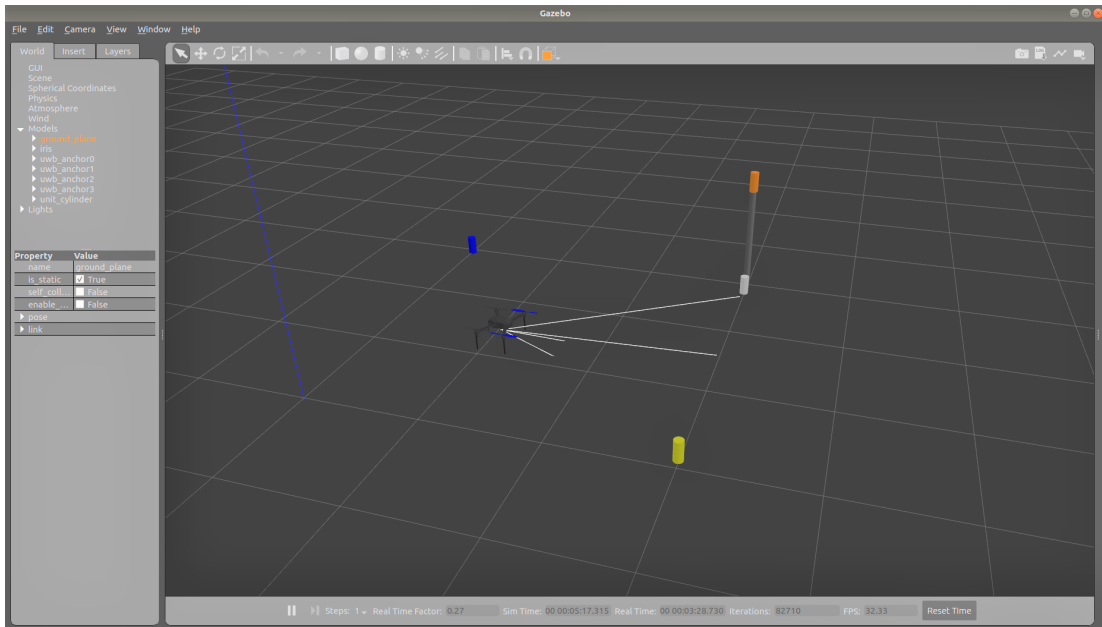 Gazebo
File Edit Camera View Window Help
World Insert Layers
GUI
Scene
Spherical Coordinates
Physics
Atmosphere
Wind
Models
ground_plane
iris
uwb_anchor0
uwb_anchor1
uwb_anchor2
uwb_anchor3
unit_cylinder
Lights
Property Value
name ground_plane
is_static True
self_coll... False
enable_... False
pose
link
Steps: 1 Real Time Factor: 0.27 Sim Time: 00 00:05:17.315 Real Time: 00 00:03:28.730 Iterations: 82710 FPS: 32.33 Reset Time